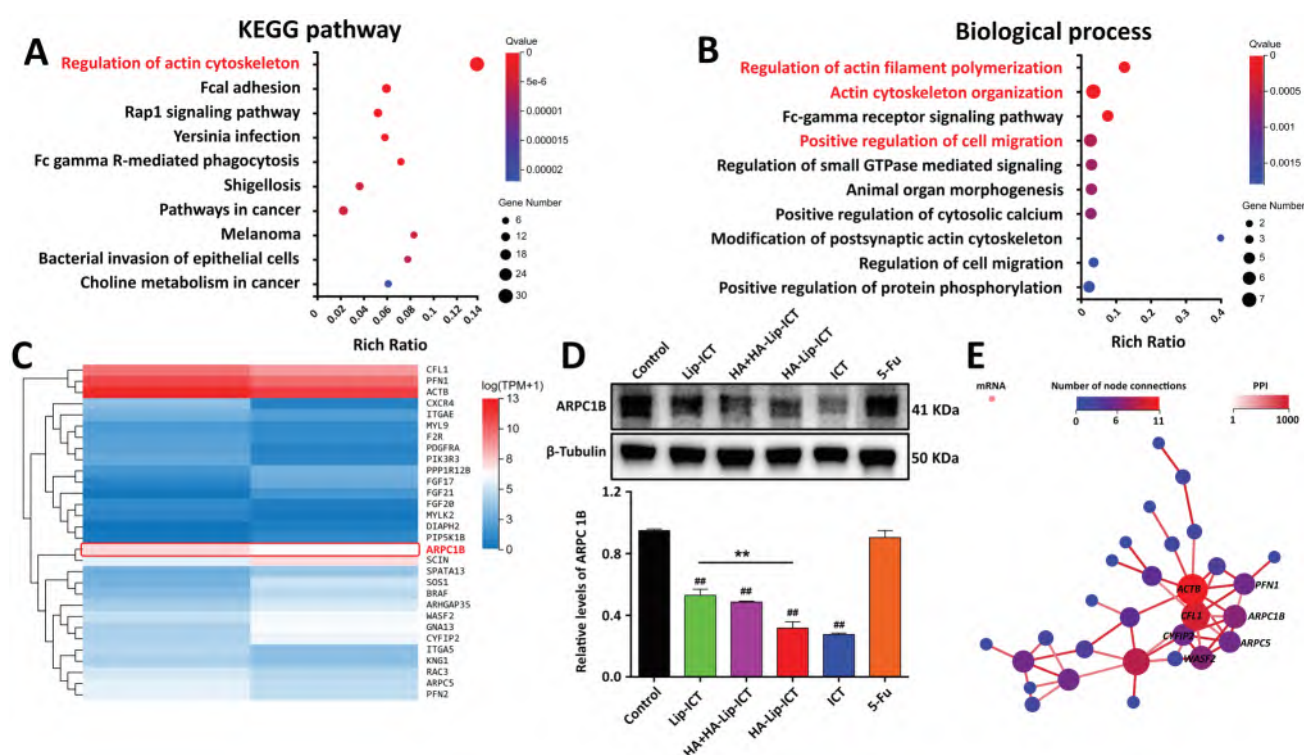 A
KEGG pathway
Regulation of actin cytoskeleton
Fcal adhesion
Rap1 signaling pathway
Yersinia infection
Fc gamma R-mediated phagocytosis
Shigellosis
Pathways in cancer
Melanoma
Bacterial invasion of epithelial cells
Choline metabolism in cancer
0 0.02 0.04 0.06 0.08 0.1 0.12 0.14
Rich Ratio
Qvalue
0
5e-6
0.00001
0.000015
0.00002
Gene Number
6
12
18
24
30
B
Biological process
Regulation of actin filament polymerization
Actin cytoskeleton organization
Fc-gamma receptor signaling pathway
Positive regulation of cell migration
Regulation of small GTPase mediated signaling
Animal organ morphogenesis
Positive regulation of cytosolic calcium
Modification of postsynaptic actin cytoskeleton
Regulation of cell migration
Positive regulation of protein phosphorylation
0 0.1 0.2 0.3 0.4
Rich Ratio
Qvalue
0
0.0005
0.001
0.0015
Gene Number
2
3
5
6
7
C
CFL1
PFN1
ACTB
CXCR4
ITGAE
MYL9
F2R
PDGFRA
PIK3R3
PPP1R12B
FGF17
FGF21
FGF20
MYLK2
DIAPH2
PIP5K1B
ARPC1B
SCIN
SPATA13
SOS1
BRAF
ARHGAP35
WASF2
GNA13
CYFIP2
ITGA5
KNG1
RAC3
ARPC5
PFN2
log(TPM+1)
13
10
8
6
5
3
0
D
Control Lip-ICT HA+HA-Lip-ICT HA-Lip-ICT ICT 5-Fu
ARPC1B
41 KDa
β-Tubulin
50 KDa
Relative levels of ARPC 1B
1.2
0.8
0.4
0.0
**
## ## ## ##
Control Lip-ICT HA+HA-Lip-ICT HA-Lip-ICT ICT 5-Fu
E
mRNA
Number of node connections
0 6 11
PPI
1 1000
ACTB
PFN1
CFL1
ARPC1B
CYFIP2
ARPC5
WASF2